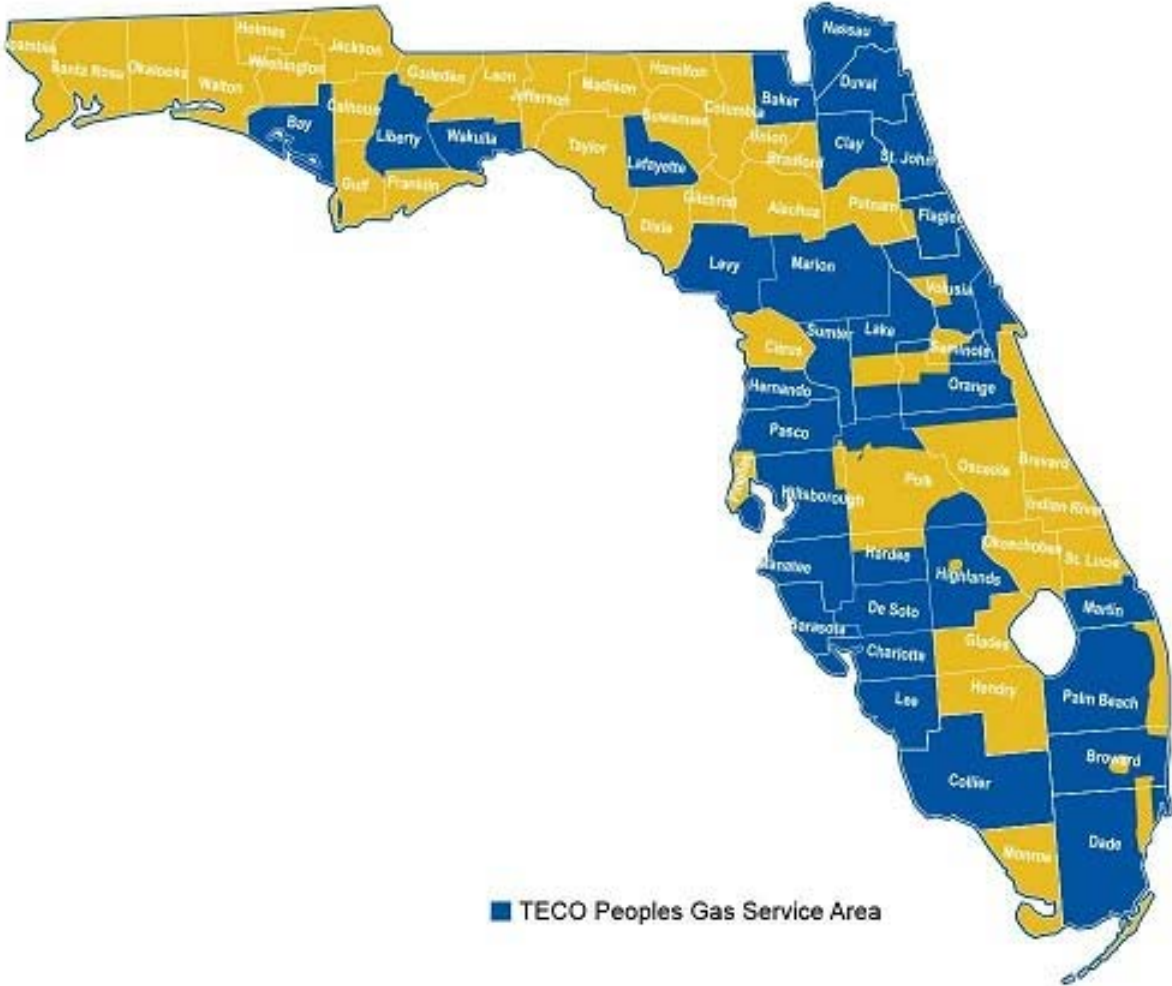 Nassau
Holmes
Jackson
Santa Rosa
Okaloosa
Walton
Washington
Gadsden
Leon
Jefferson
Madison
Hamilton
Suwannee
Columbia
Baker
Duval
Bay
Calhoun
Liberty
Wakulla
Taylor
Lafayette
Union
Bradford
Clay
St. John
Gulf
Franklin
Dixie
Gilchrist
Alachua
Putnam
Flagler
Levy
Marion
Volusia
Citrus
Sumter
Lake
Seminole
Hernando
Orange
Pasco
Hillsborough
Polk
Osceola
Brevard
Indian River
Manatee
Hardee
Highlands
Okeechobee
St. Lucie
Sarasota
De Soto
Martin
Charlotte
Glades
Lee
Hendry
Palm Beach
Collier
Broward
Monroe
Dade
TECO Peoples Gas Service Area